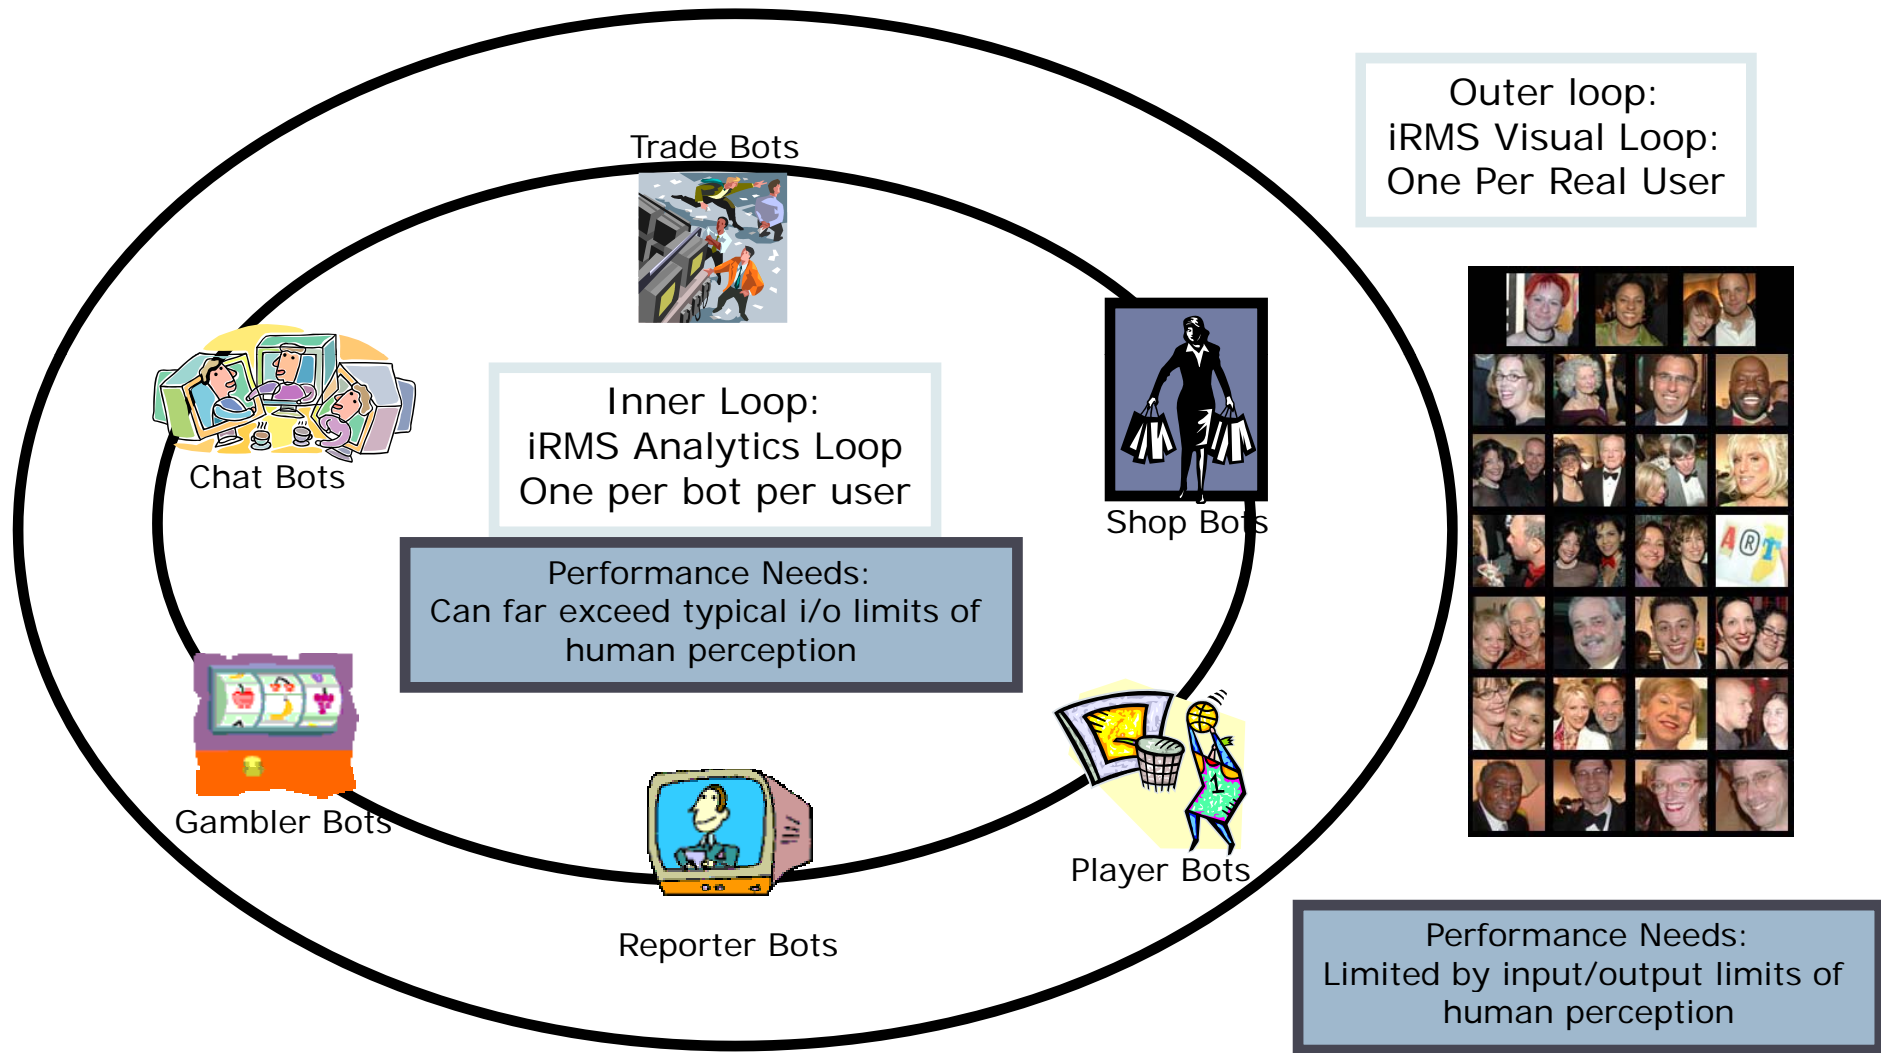 Outer loop:
iRMS Visual Loop:
One Per Real User
Trade Bots
Chat Bots
Inner Loop:
iRMS Analytics Loop
One per bot per user
Shop Bots
Performance Needs:
Can far exceed typical i/o limits of
human perception
ART
Gambler Bots
1
Player Bots
Reporter Bots
Performance Needs:
Limited by input/output limits of
human perception